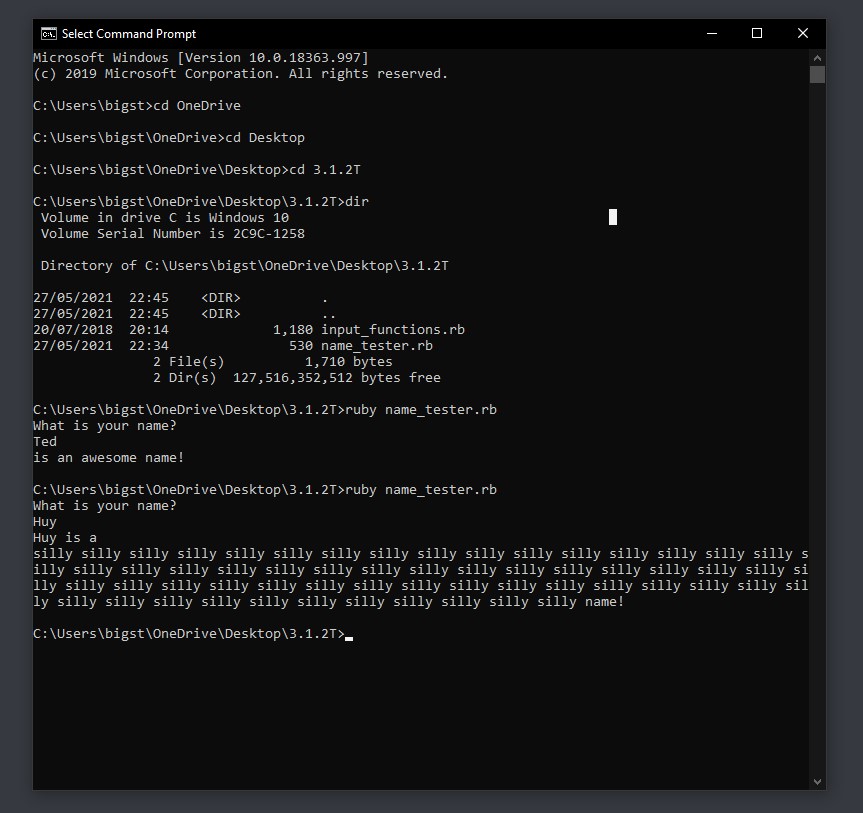 Select Command Prompt
Microsoft Windows [Version 10.0.18363.997]
(c) 2019 Microsoft Corporation. All rights reserved.
C:\Users\bigst>cd OneDrive
C:\Users\bigst\OneDrive>cd Desktop
C:\Users\bigst\OneDrive\Desktop>cd 3.1.2T
C:\Users\bigst\OneDrive\Desktop\3.1.2T>dir
Volume in drive C is Windows 10
Volume Serial Number is 2C9C-1258
Directory of C:\Users\bigst\OneDrive\Desktop\3.1.2T
27/05/2021  22:45    <DIR>          .
27/05/2021  22:45    <DIR>          ..
20/07/2018  20:14             1,180 input_functions.rb
27/05/2021  22:34               530 name_tester.rb
2 File(s)          1,710 bytes
2 Dir(s)  127,516,352,512 bytes free
C:\Users\bigst\OneDrive\Desktop\3.1.2T>ruby name_tester.rb
What is your name?
Ted
is an awesome name!
C:\Users\bigst\OneDrive\Desktop\3.1.2T>ruby name_tester.rb
What is your name?
Huy
Huy is a
silly silly silly silly silly silly silly silly silly silly silly silly silly silly silly silly s
illy silly silly silly silly silly silly silly silly silly silly silly silly silly silly silly si
lly silly silly silly silly silly silly silly silly silly silly silly silly silly silly silly sil
ly silly silly silly silly silly silly silly silly silly silly silly name!
C:\Users\bigst\OneDrive\Desktop\3.1.2T>